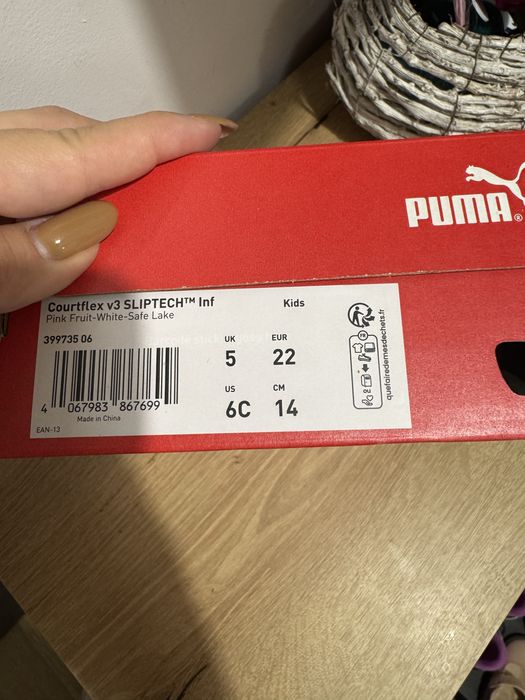 PUMA®
Courtflex v3 SLIPTECH™ Inf
Kids
Pink Fruit-White-Safe Lake
399735 06
UK EUR
5 22
US CM
6C 14
4 067983 867699
Made in China
EAN-13
quefairedemesdechets.fr
FR